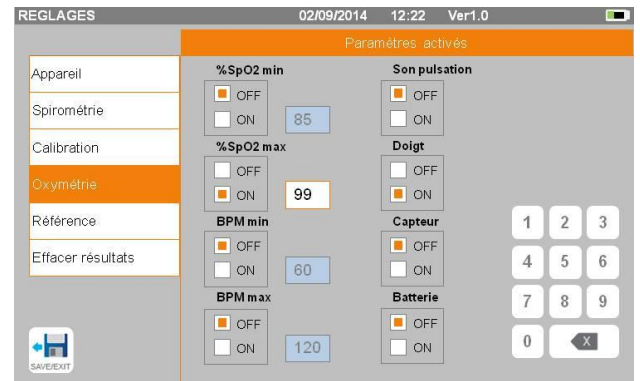 REGLAGES 02/09/2014 12:22 Ver1.0
Paramètres activés
Appareil
Spirométrie
Calibration
Oxymétrie
Référence
Effacer résultats
%SpO2 min
OFF
ON 85
%SpO2 max
OFF
ON 99
BPM min
OFF
ON 60
BPM max
OFF
ON 120
Son pulsation
OFF
ON
Doigt
OFF
ON
Capteur
OFF
ON
Batterie
OFF
ON
1 2 3
4 5 6
7 8 9
0 X
SAVE/EXIT